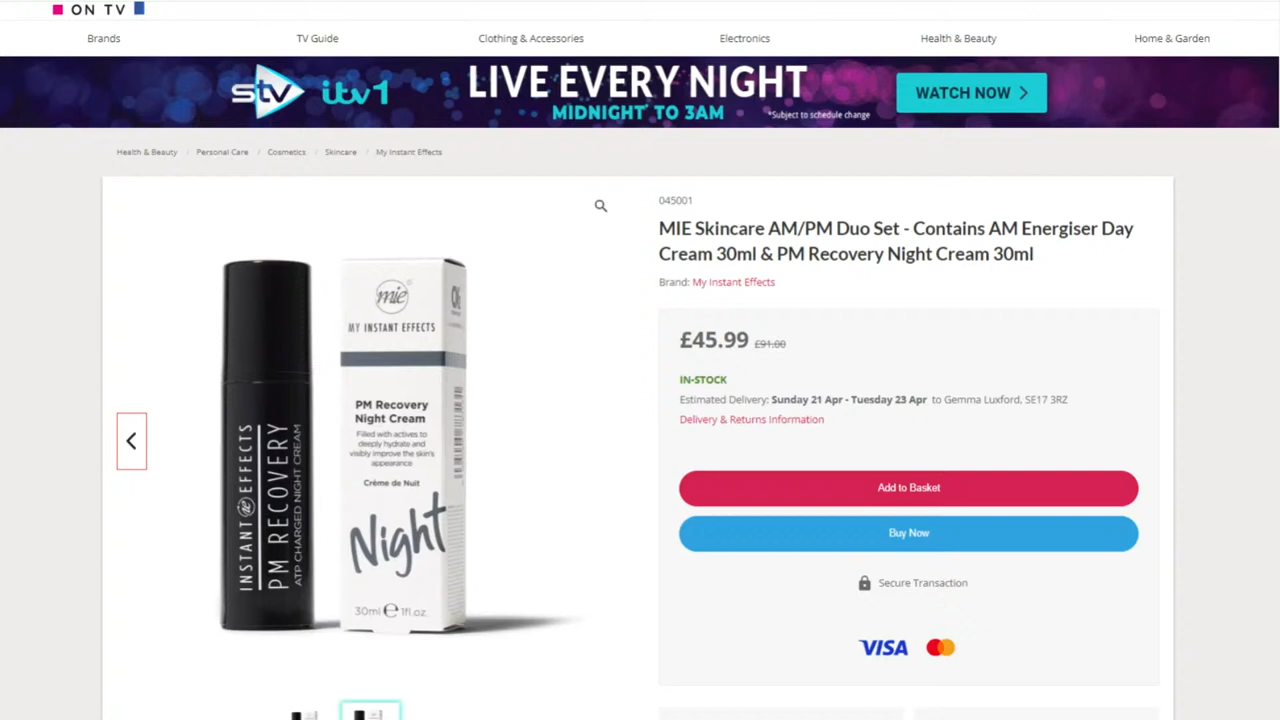 ON TV
Brands
TV Guide
Clothing & Accessories
Electronics
Health & Beauty
Home & Garden
stv
itv1
LIVE EVERY NIGHT
MIDNIGHT* TO 3AM
*Subject to schedule change
WATCH NOW
Health & Beauty / Personal Care / Cosmetics / Skincare / My Instant Effects
045001
MIE Skincare AM/PM Duo Set - Contains AM Energiser Day
Cream 30ml & PM Recovery Night Cream 30ml
Brand: My Instant Effects
£45.99 £91.00
IN-STOCK
Estimated Delivery: Sunday 21 Apr - Tuesday 23 Apr to Gemma Luxford, SE17 3RZ
Delivery & Returns Information
Add to Basket
Buy Now
Secure Transaction
VISA
INSTANT ie EFFECTS
PM RECOVERY
ATP CHARGED NIGHT CREAM
mie
MY INSTANT EFFECTS
PM Recovery
Night Cream
Filled with actives to
deeply hydrate and
visibly improve the skin's
appearance
Crème de Nuit
Night
30ml ℮ 1fl.oz.